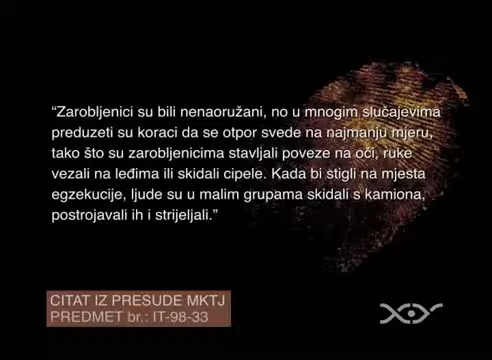 “Zarobljenici su bili nenaoružani, no u mnogim slučajevima
preduzeti su koraci da se otpor svede na najmanju mjeru,
tako što su zarobljenicima stavljali poveze na oči, ruke
vezali na leđima ili skidali cipele. Kada bi stigli na mjesta
egzekucije, ljude su u malim grupama skidali s kamiona,
postrojavali ih i strijeljali.”
CITAT IZ PRESUDE MKTJ
PREDMET br.: IT-98-33